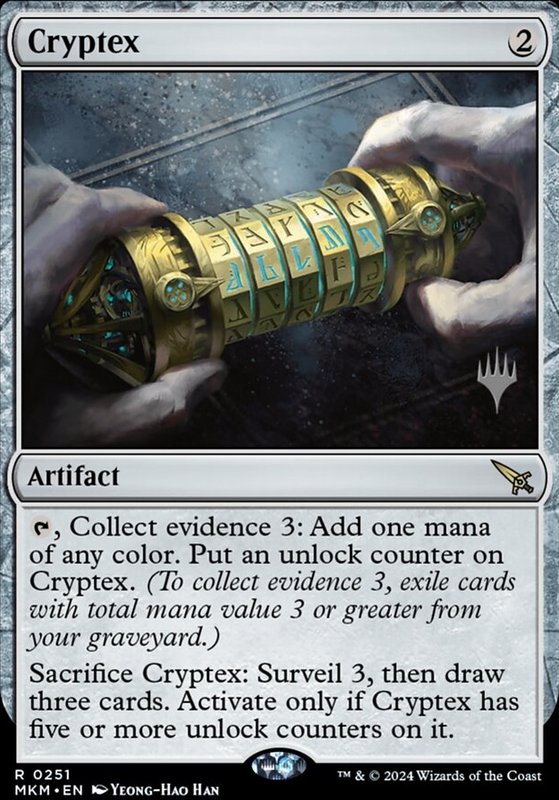 Cryptex 2
Artifact
, Collect evidence 3: Add one mana
of any color. Put an unlock counter on
Cryptex. (To collect evidence 3, exile cards
with total mana value 3 or greater from
your graveyard.)
Sacrifice Cryptex: Surveil 3, then draw
three cards. Activate only if Cryptex has
five or more unlock counters on it.
R 0251
MKM • EN Yeong-Hao Han
™ & © 2024 Wizards of the Coast